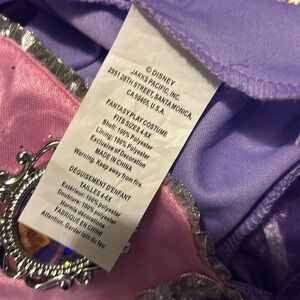 © DISNEY
JAKKS PACIFIC, INC.
2951 28TH STREET, SANTA MONICA,
CA 90405, U.S.A.
FANTASY PLAY COSTUME
FITS SIZES 4-6X
Shell: 100% Polyester
Lining: 100% Polyester
Exclusive of Decoration
MADE IN CHINA
Warning. Keep away from fire.
DÉGUISEMENT D'ENFANT
TAILLES 4-6X
Extérieur: 100% Polyester
Doublure: 100% Polyester
Hormis décorations
FABRIQUÉ EN CHINE
Attention. Garder loin du feu.